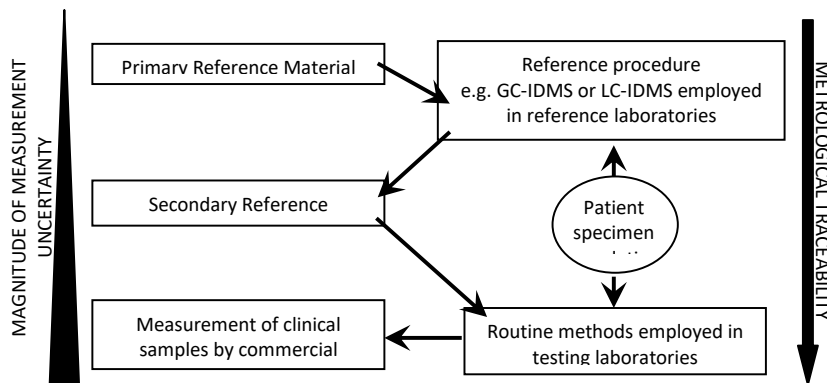 MAGNITUDE OF MEASUREMENT
UNCERTAINTY
Primary Reference Material
Reference procedure
e.g. GC-IDMS or LC-IDMS employed
in reference laboratories
Secondary Reference
Patient
specimen
Measurement of clinical
samples by commercial
Routine methods employed in
testing laboratories
METROLOGICAL TRACEABILITY